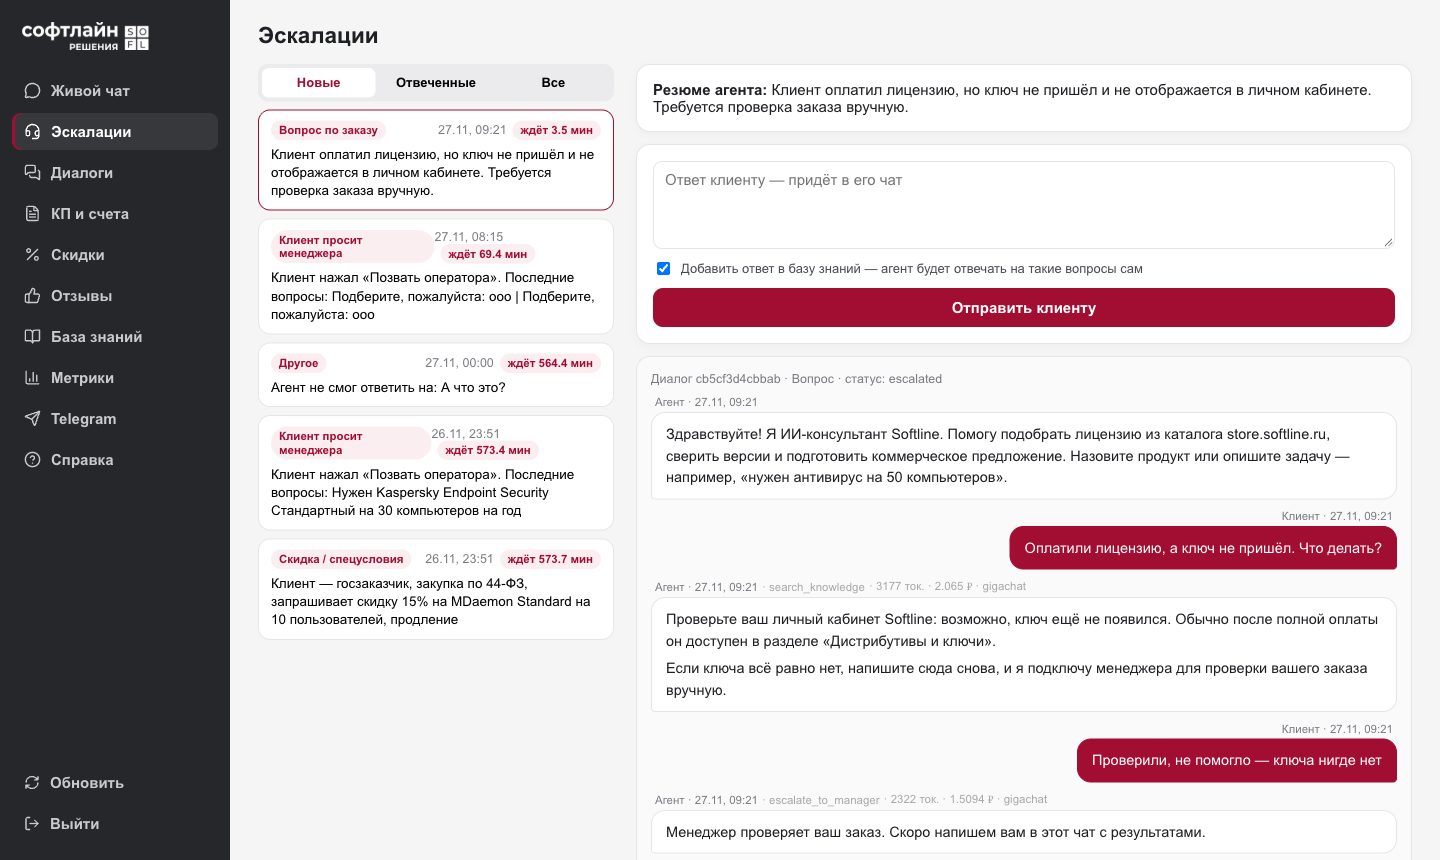 софтлайн
РЕШЕНИЯ
SO
FL
Живой чат
Эскалации
Диалоги
КП и счета
Скидки
Отзывы
База знаний
Метрики
Telegram
Справка
Обновить
Выйти
Эскалации
Новые Отвеченные Все
Вопрос по заказу 27.11, 09:21 ждёт 3.5 мин
Клиент оплатил лицензию, но ключ не пришёл и не
отображается в личном кабинете. Требуется
проверка заказа вручную.
Клиент просит
менеджера
27.11, 08:15
ждёт 69.4 мин
Клиент нажал «Позвать оператора». Последние
вопросы: Подберите, пожалуйста: ооо | Подберите,
пожалуйста: ооо
Другое 27.11, 00:00 ждёт 564.4 мин
Агент не смог ответить на: А что это?
Клиент просит
менеджера
26.11, 23:51
ждёт 573.4 мин
Клиент нажал «Позвать оператора». Последние
вопросы: Нужен Kaspersky Endpoint Security
Стандартный на 30 компьютеров на год
Скидка / спецусловия 26.11, 23:51 ждёт 573.7 мин
Клиент — госзаказчик, закупка по 44-ФЗ,
запрашивает скидку 15% на MDaemon Standard на
10 пользователей, продление
Резюме агента: Клиент оплатил лицензию, но ключ не пришёл и не отображается в личном кабинете.
Требуется проверка заказа вручную.
Ответ клиенту — придёт в его чат
Добавить ответ в базу знаний — агент будет отвечать на такие вопросы сам
Отправить клиенту
Диалог cb5cf3d4cbbab · Вопрос · статус: escalated
Агент · 27.11, 09:21
Здравствуйте! Я ИИ-консультант Softline. Помогу подобрать лицензию из каталога store.softline.ru,
сверить версии и подготовить коммерческое предложение. Назовите продукт или опишите задачу —
например, «нужен антивирус на 50 компьютеров».
Клиент · 27.11, 09:21
Оплатили лицензию, а ключ не пришёл. Что делать?
Агент · 27.11, 09:21 · search_knowledge · 3177 ток. · 2.065 ₽ · gigachat
Проверьте ваш личный кабинет Softline: возможно, ключ ещё не появился. Обычно после полной оплаты
он доступен в разделе «Дистрибутивы и ключи».
Если ключа всё равно нет, напишите сюда снова, и я подключу менеджера для проверки вашего заказа
вручную.
Клиент · 27.11, 09:21
Проверили, не помогло — ключа нигде нет
Агент · 27.11, 09:21 · escalate_to_manager · 2322 ток. · 1.5094 ₽ · gigachat
Менеджер проверяет ваш заказ. Скоро напишем вам в этот чат с результатами.